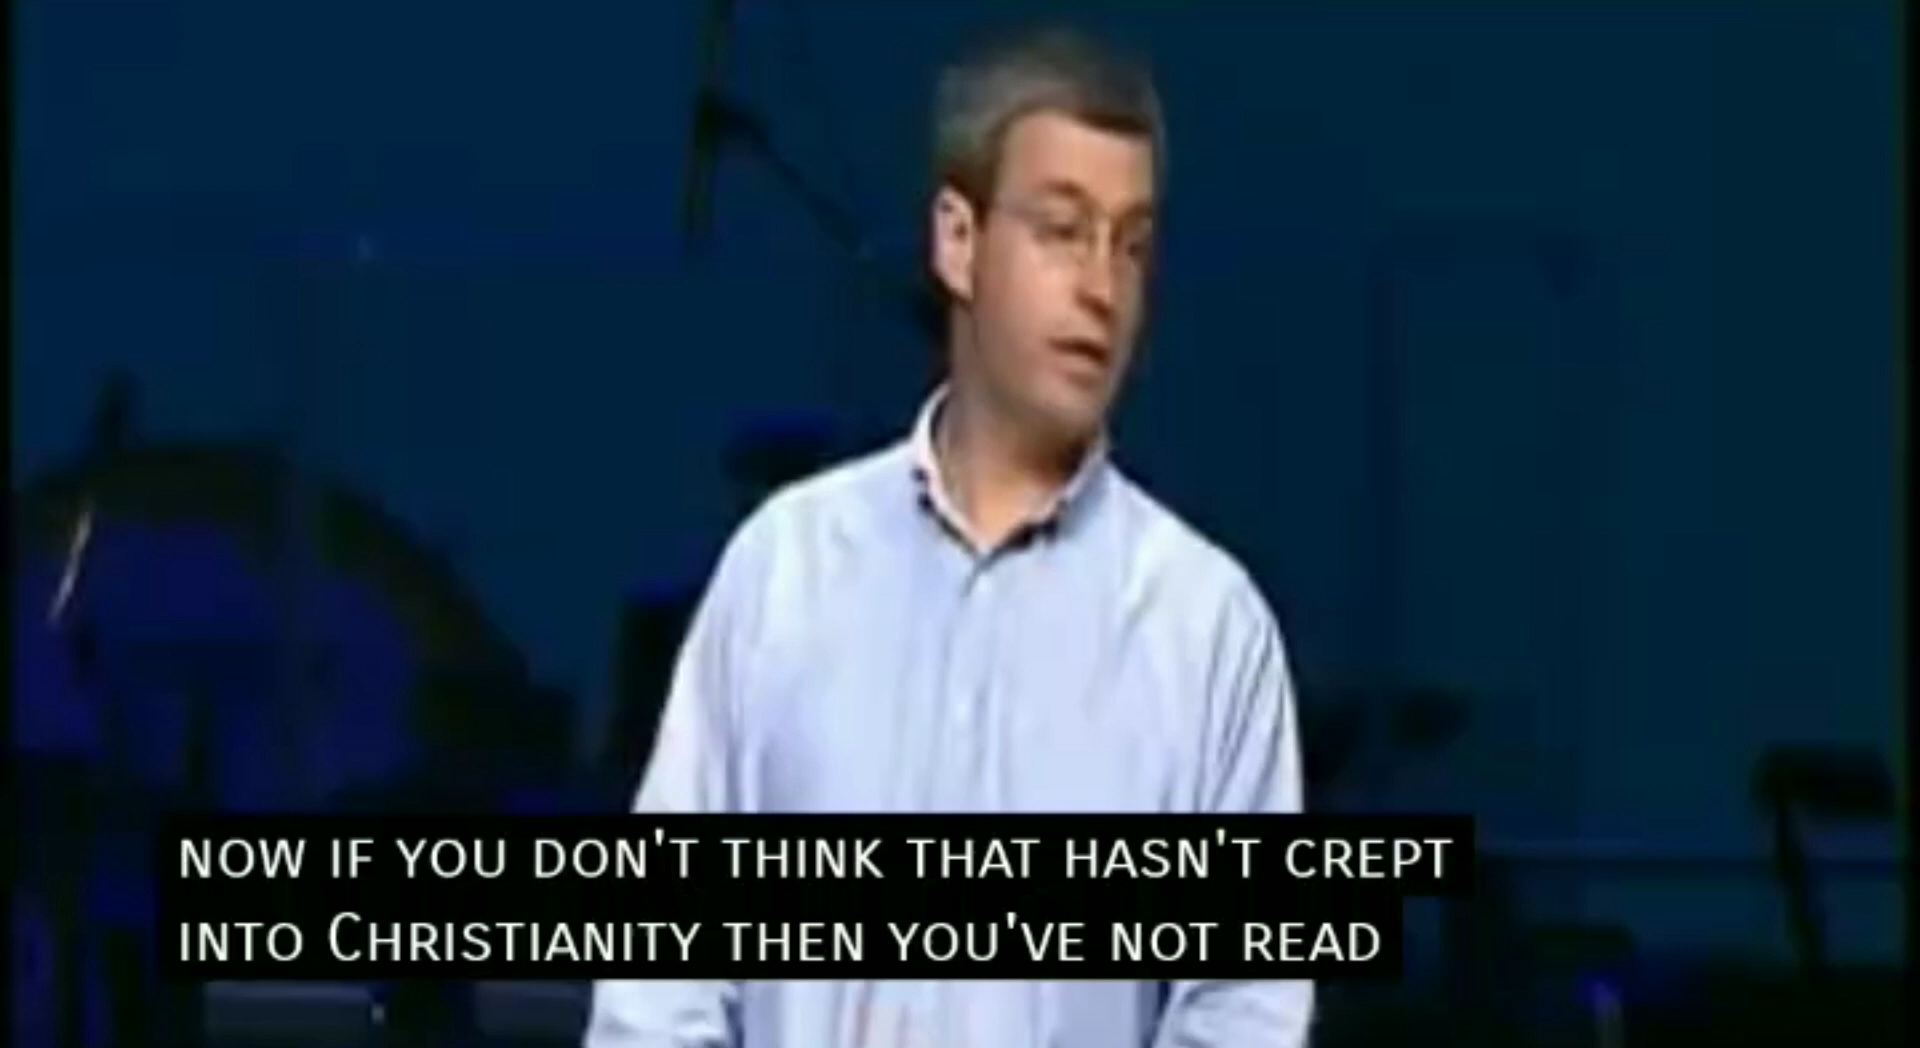 NOW IF YOU DON'T THINK THAT HASN'T CREPT
INTO CHRISTIANITY THEN YOU'VE NOT READ